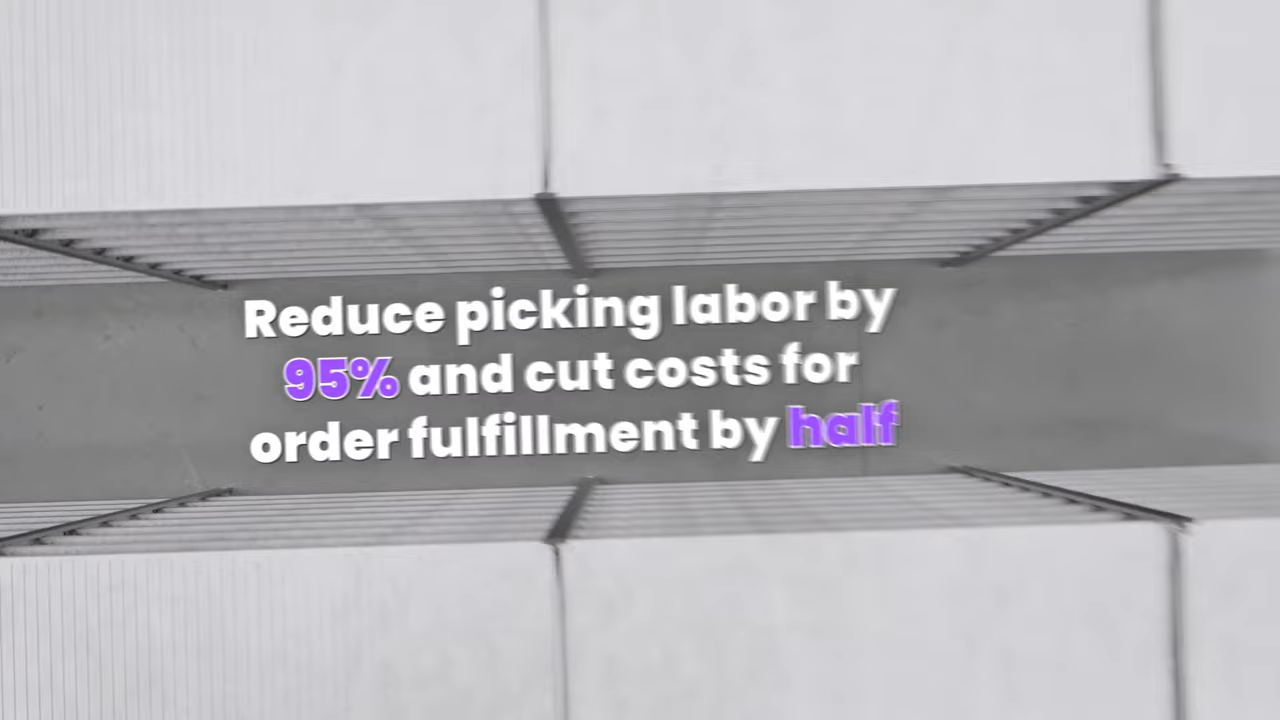 Reduce picking labor by
95% and cut costs for
order fulfillment by half